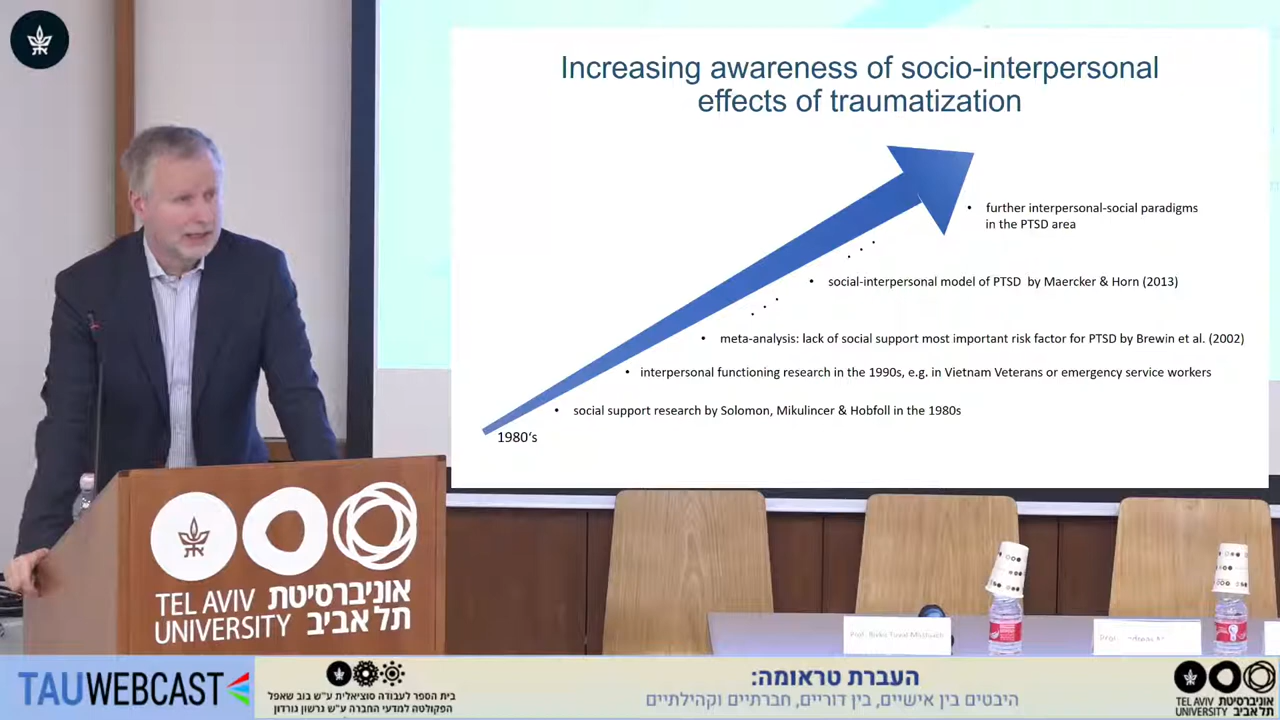 Increasing awareness of socio-interpersonal
effects of traumatization
• further interpersonal-social paradigms
in the PTSD area
• social-interpersonal model of PTSD by Maercker & Horn (2013)
• meta-analysis: lack of social support most important risk factor for PTSD by Brewin et al. (2002)
• interpersonal functioning research in the 1990s, e.g. in Vietnam Veterans or emergency service workers
• social support research by Solomon, Mikulincer & Hobfoll in the 1980s
1980's
TEL AVIV אוניברסיטת
UNIVERSITY תל אביב
Prof. Rivka Tuval-Mashiach
TAUWEBCAST
בית הספר לעבודה סוציאלית ע"ש בוב שאפל
הפקולטה למדעי החברה ע"ש גרשון גורדון
העברת טראומה:
היבטים בין אישיים, בין דוריים, חברתיים וקהילתיים
אוניברסיטת
תל אביב
TEL AVIV
UNIVERSITY